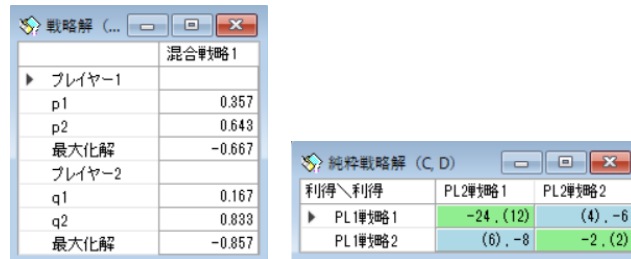 戦略解 (...
混合戦略1
プレイヤー1
p1 0.357
p2 0.643
最大化解 -0.667
プレイヤー2
q1 0.167
q2 0.833
最大化解 -0.857
純粋戦略解 (C, D)
利得＼利得 PL2戦略1 PL2戦略2
PL1戦略1 -24 , (12) (4) , -6
PL1戦略2 (6) , -8 -2 , (2)